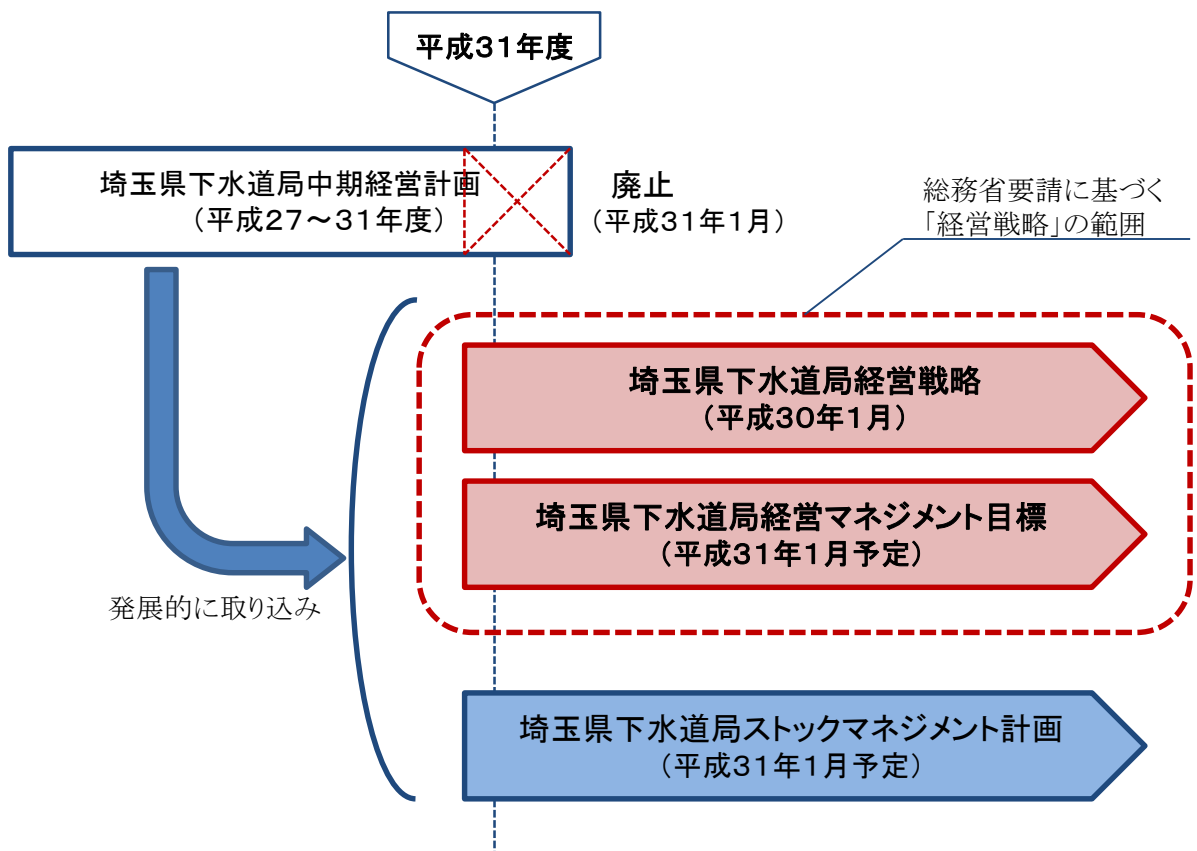 平成31年度
埼玉県下水道局中期経営計画
（平成27～31年度）
廃止
（平成31年1月）
総務省要請に基づく
「経営戦略」の範囲
埼玉県下水道局経営戦略
（平成30年1月）
埼玉県下水道局経営マネジメント目標
（平成31年1月予定）
発展的に取り込み
埼玉県下水道局ストックマネジメント計画
（平成31年1月予定）